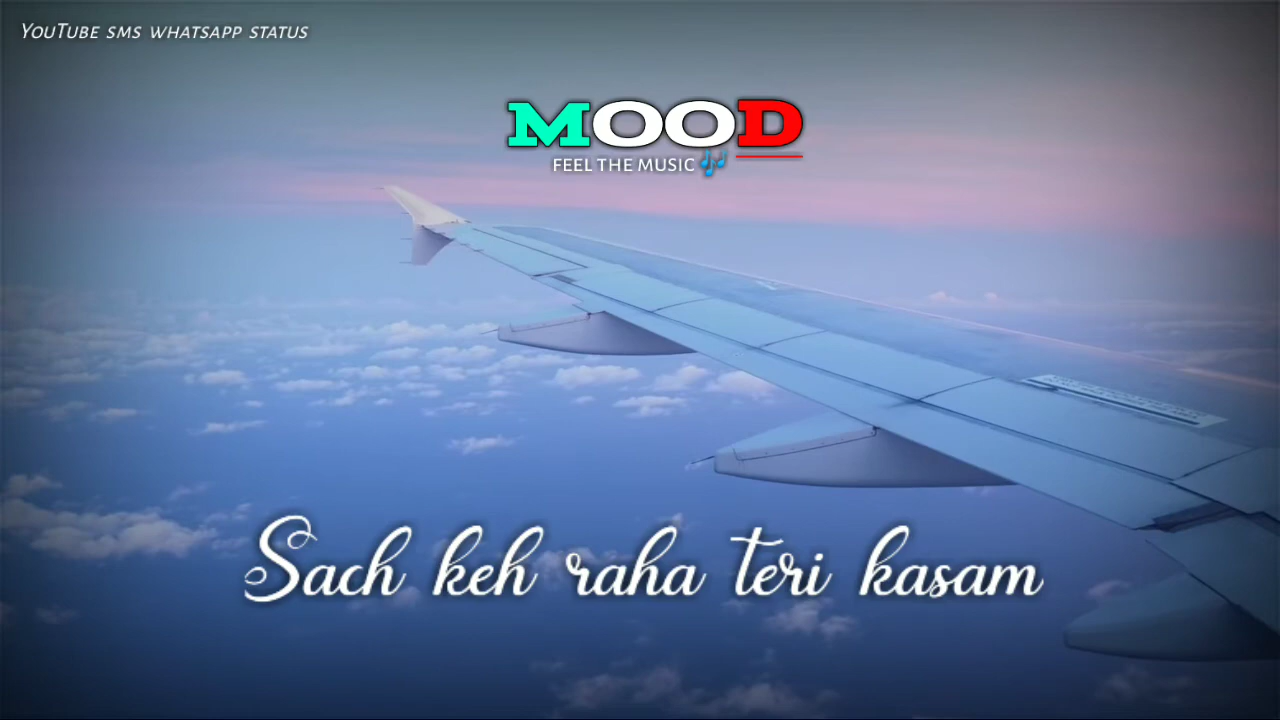 YouTube sms whatsapp status
MOOD
FEEL THE MUSIC 🎶
Sach keh raha teri kasam